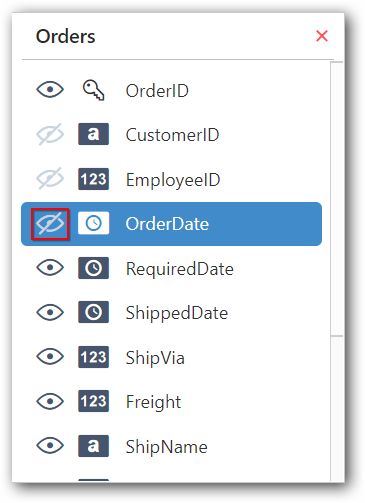 Orders
OrderID
a CustomerID
123 EmployeeID
OrderDate
RequiredDate
ShippedDate
123 ShipVia
123 Freight
a ShipName